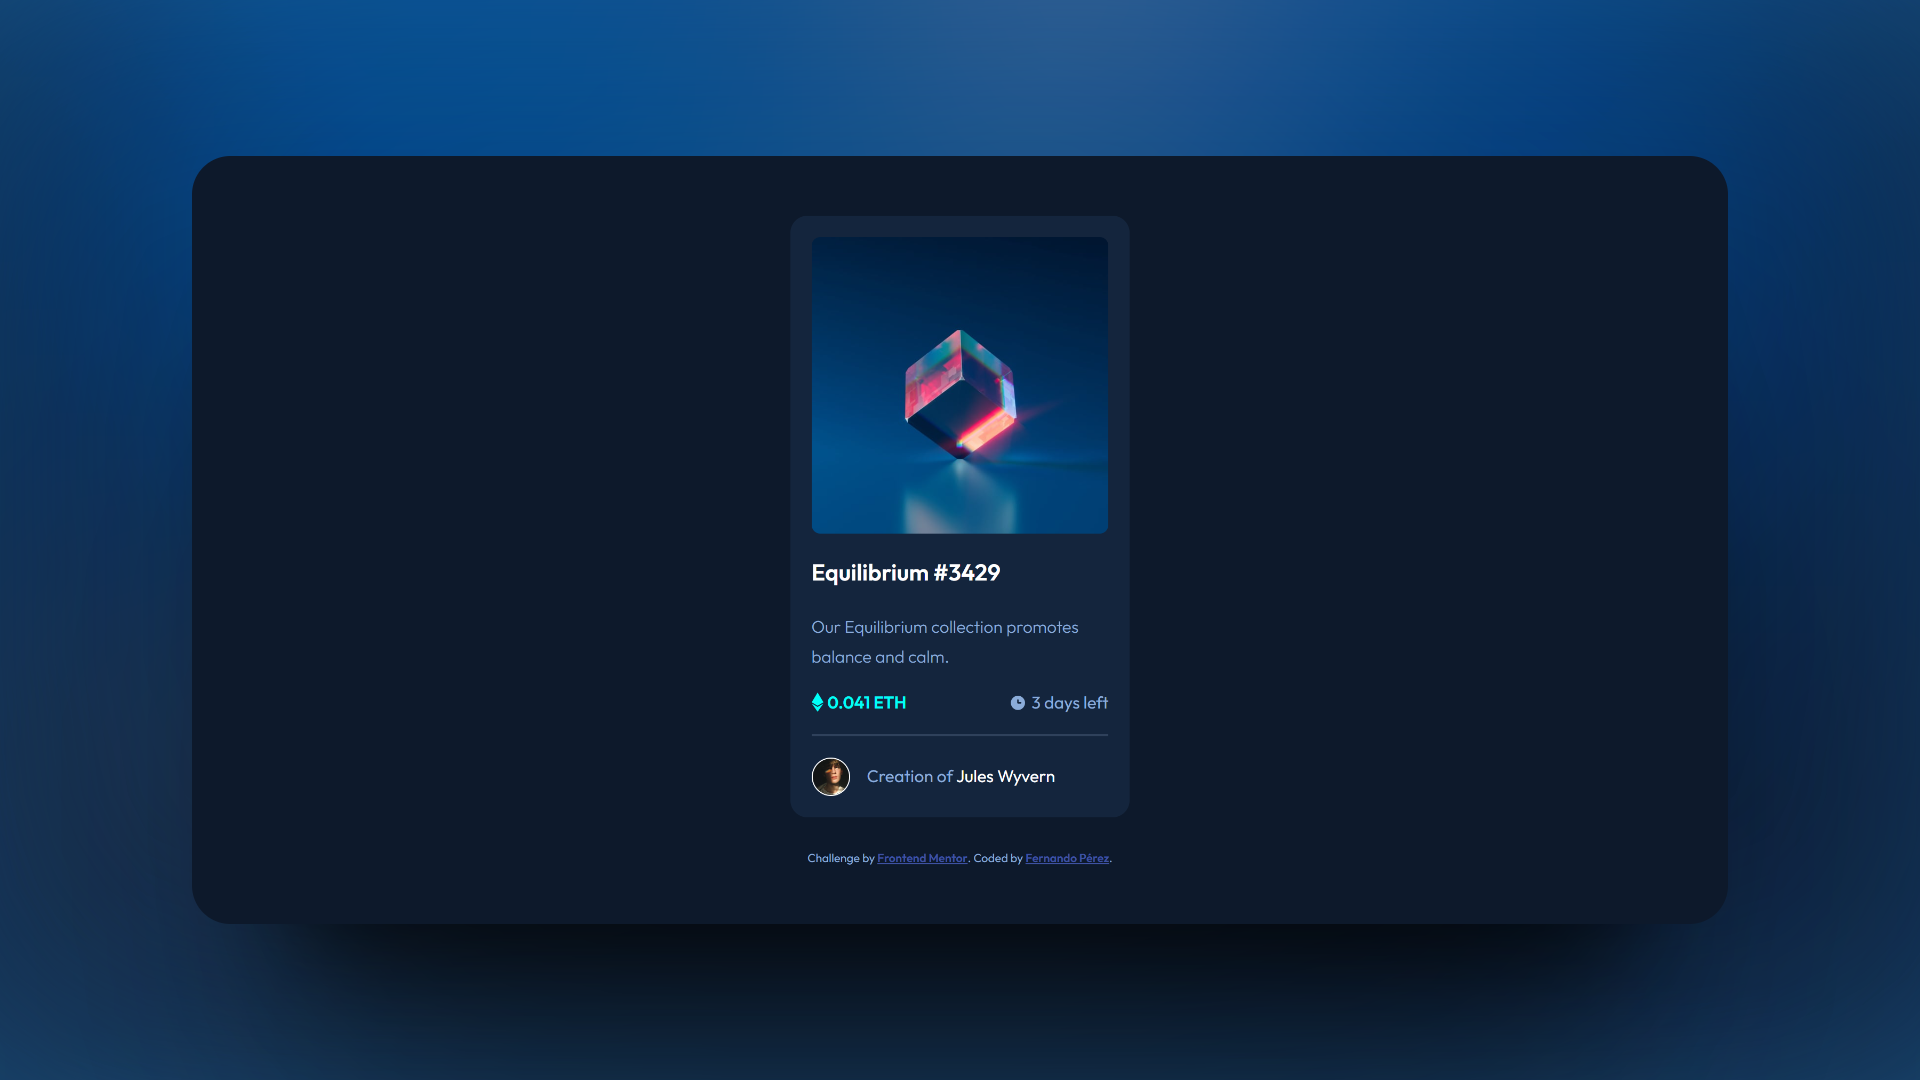 Equilibrium #3429
Our Equilibrium collection promotes
balance and calm.
0.041 ETH
3 days left
Creation of Jules Wyvern
Challenge by Frontend Mentor. Coded by Fernando Pérez.